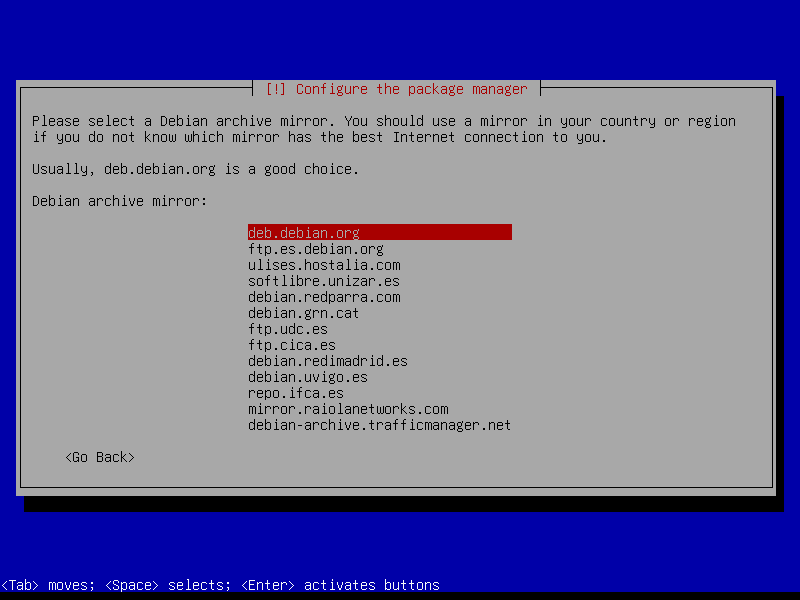 [!] Configure the package manager
Please select a Debian archive mirror. You should use a mirror in your country or region
if you do not know which mirror has the best Internet connection to you.
Usually, deb.debian.org is a good choice.
Debian archive mirror:
deb.debian.org
ftp.es.debian.org
ulises.hostalia.com
softlibre.unizar.es
debian.redparra.com
debian.grn.cat
ftp.udc.es
ftp.cica.es
debian.redimadrid.es
debian.uvigo.es
repo.ifca.es
mirror.raiolanetworks.com
debian-archive.trafficmanager.net
<Go Back>
<Tab> moves; <Space> selects; <Enter> activates buttons